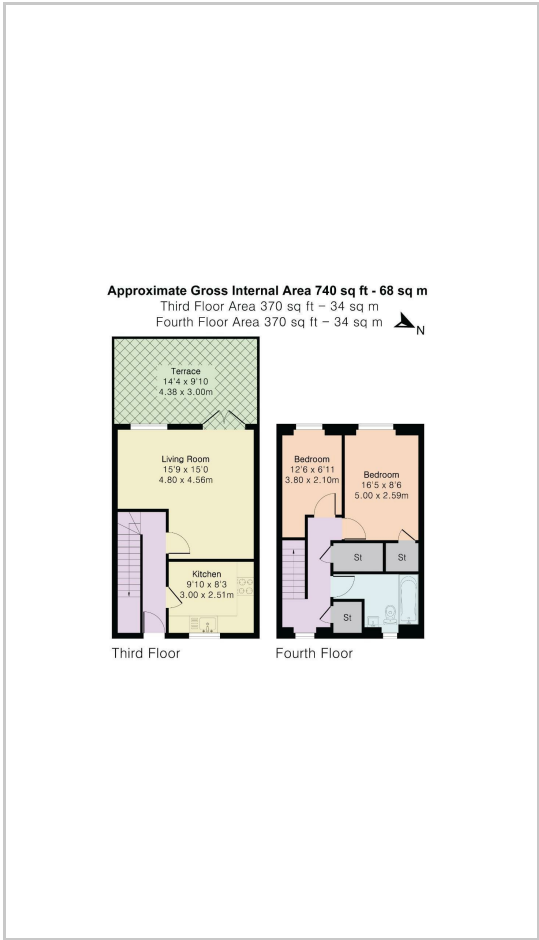 Approximate Gross Internal Area 740 sq ft - 68 sq m
Third Floor Area 370 sq ft – 34 sq m
Fourth Floor Area 370 sq ft – 34 sq m
N
Terrace
14'4 x 9'10
4.38 x 3.00m
Living Room
15'9 x 15'0
4.80 x 4.56m
Kitchen
9'10 x 8'3
3.00 x 2.51m
Third Floor
Bedroom
12'6 x 6'11
3.80 x 2.10m
Bedroom
16'5 x 8'6
5.00 x 2.59m
St
St
St
Fourth Floor